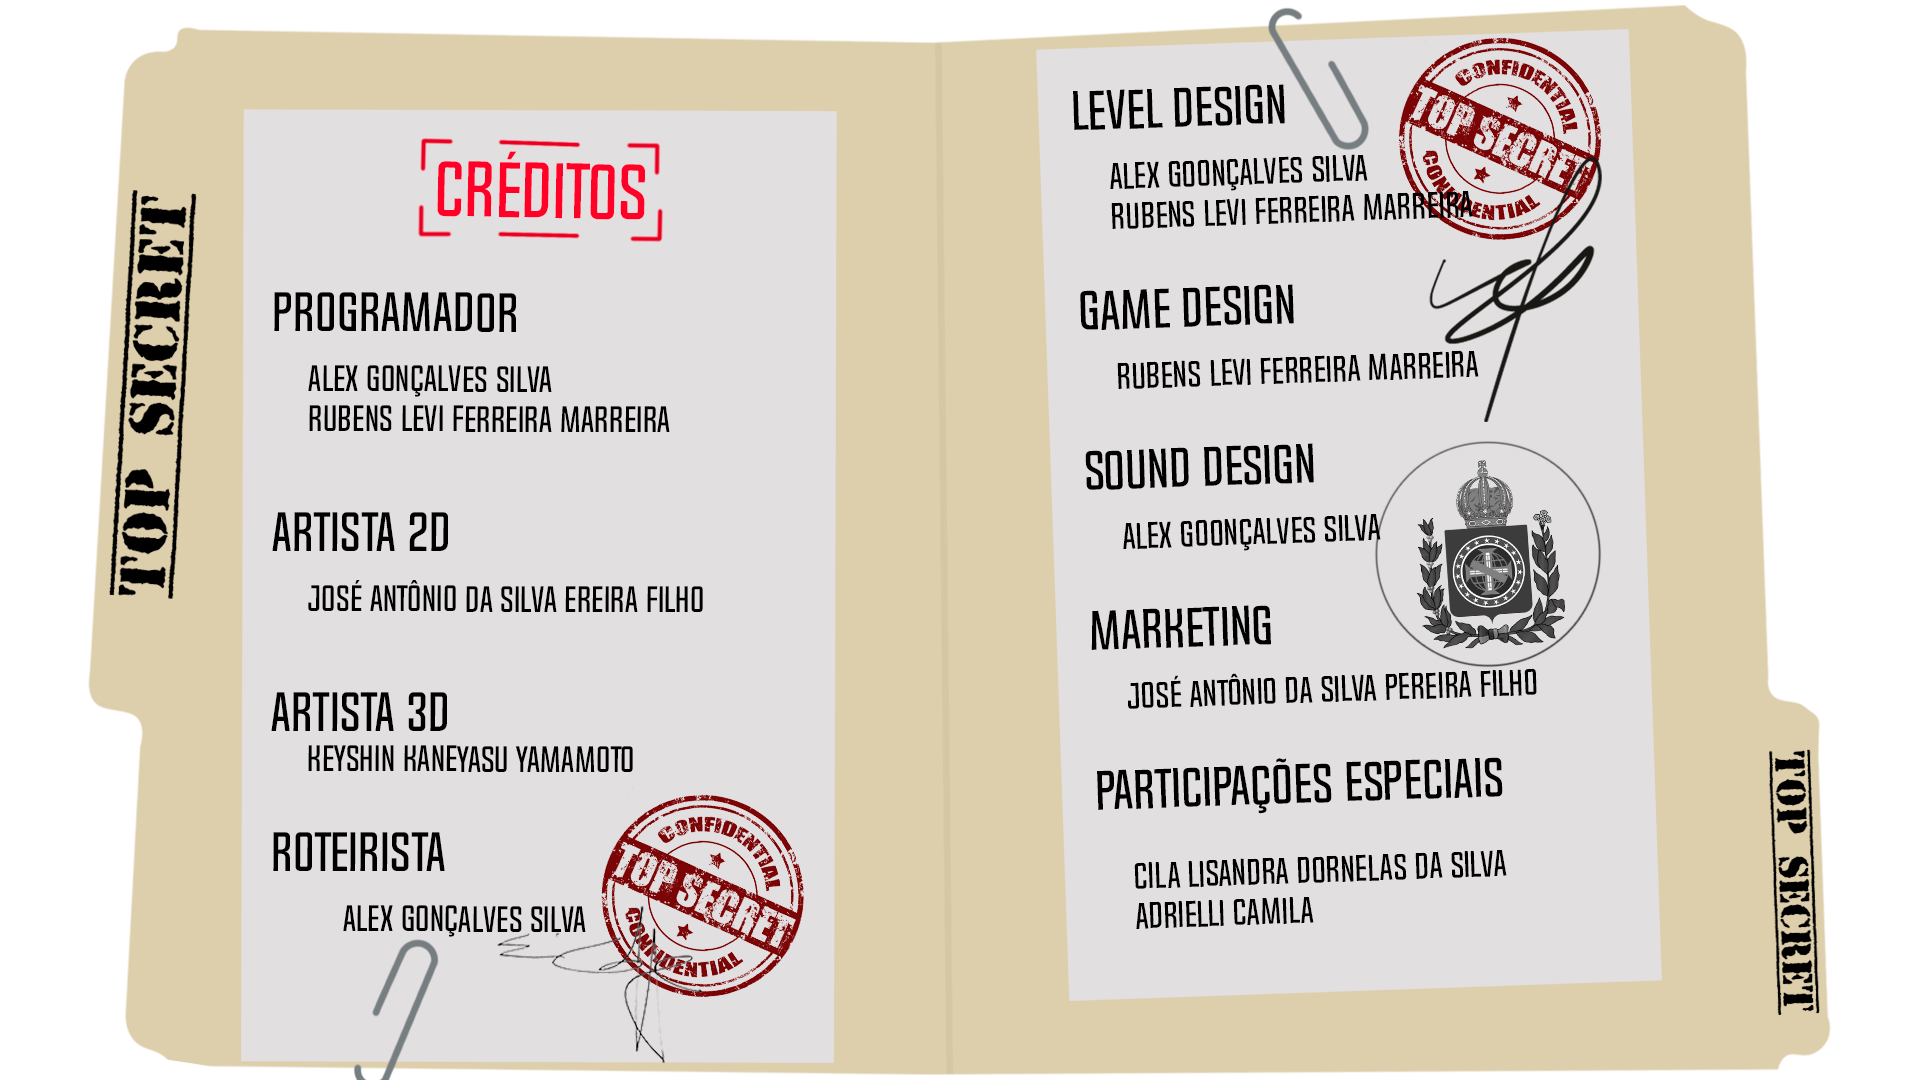 TOP SECRET
CRÉDITOS
PROGRAMADOR
ALEX GONÇALVES SILVA
RUBENS LEVI FERREIRA MARREIRA
ARTISTA 2D
JOSÉ ANTÔNIO DA SILVA EREIRA FILHO
ARTISTA 3D
KEYSHIN KANEYASU YAMAMOTO
ROTEIRISTA
ALEX GONÇALVES SILVA
CONFIDENTIAL
TOP SECRET
CONFIDENTIAL
LEVEL DESIGN
ALEX GOONÇALVES SILVA
RUBENS LEVI FERREIRA MARREIRA
CONFIDENTIAL
TOP SECRET
CONFIDENTIAL
GAME DESIGN
RUBENS LEVI FERREIRA MARREIRA
SOUND DESIGN
ALEX GOONÇALVES SILVA
MARKETING
JOSÉ ANTÔNIO DA SILVA PEREIRA FILHO
PARTICIPAÇÕES ESPECIAIS
CILA LISANDRA DORNELAS DA SILVA
ADRIELLI CAMILA
TOP SECRET